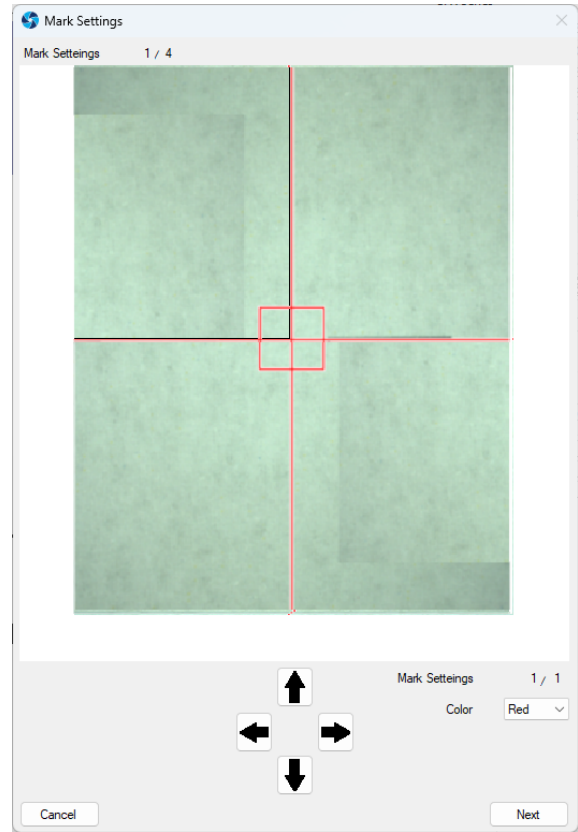 Mark Settings
Mark Setteings 1 / 4
Mark Setteings 1 / 1
Color Red
Cancel Next